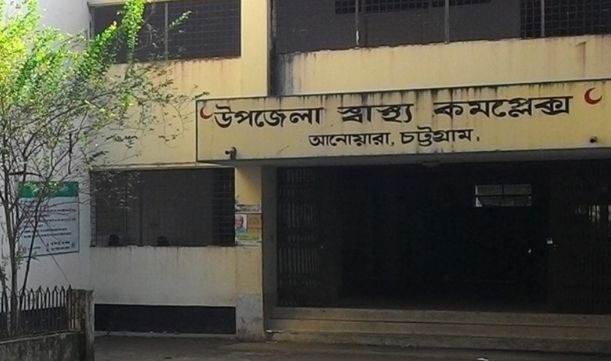 উপজেলা স্বাস্থ্য কমপ্লেক্স
আনোয়ারা, চট্টগ্রাম।